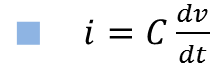 i = C dv/dt